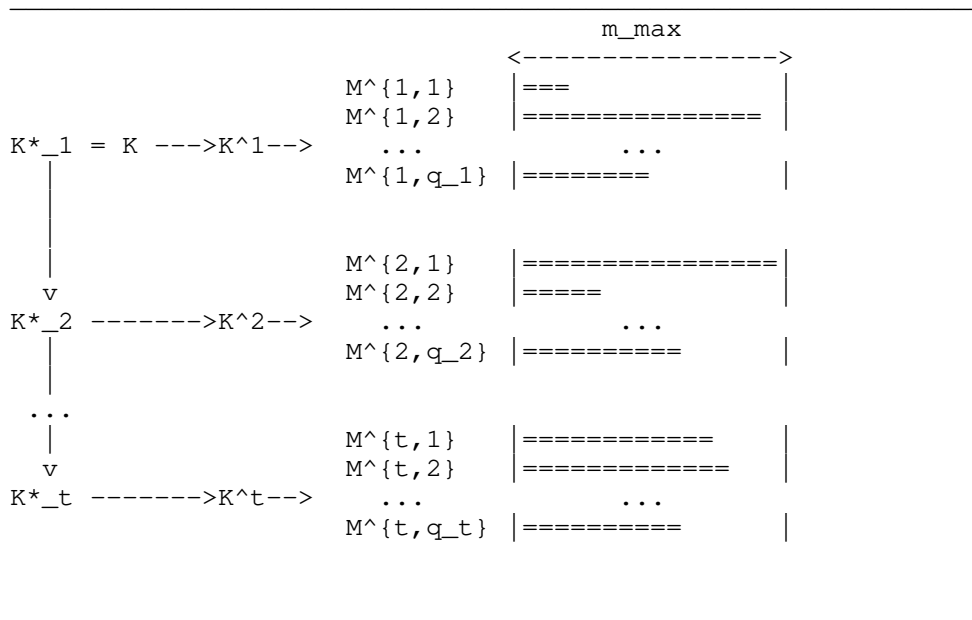 m_max
<---------------->
M^{1,1} |=== |
M^{1,2} |=============== |
K*_1 = K --->K^1--> ... ...
| M^{1,q_1} |======== |
|
|
| M^{2,1} |================|
v M^{2,2} |===== |
K*_2 ------->K^2--> ... ...
| M^{2,q_2} |========== |
|
...
| M^{t,1} |============ |
v M^{t,2} |============= |
K*_t ------->K^t--> ... ...
M^{t,q_t} |========== |